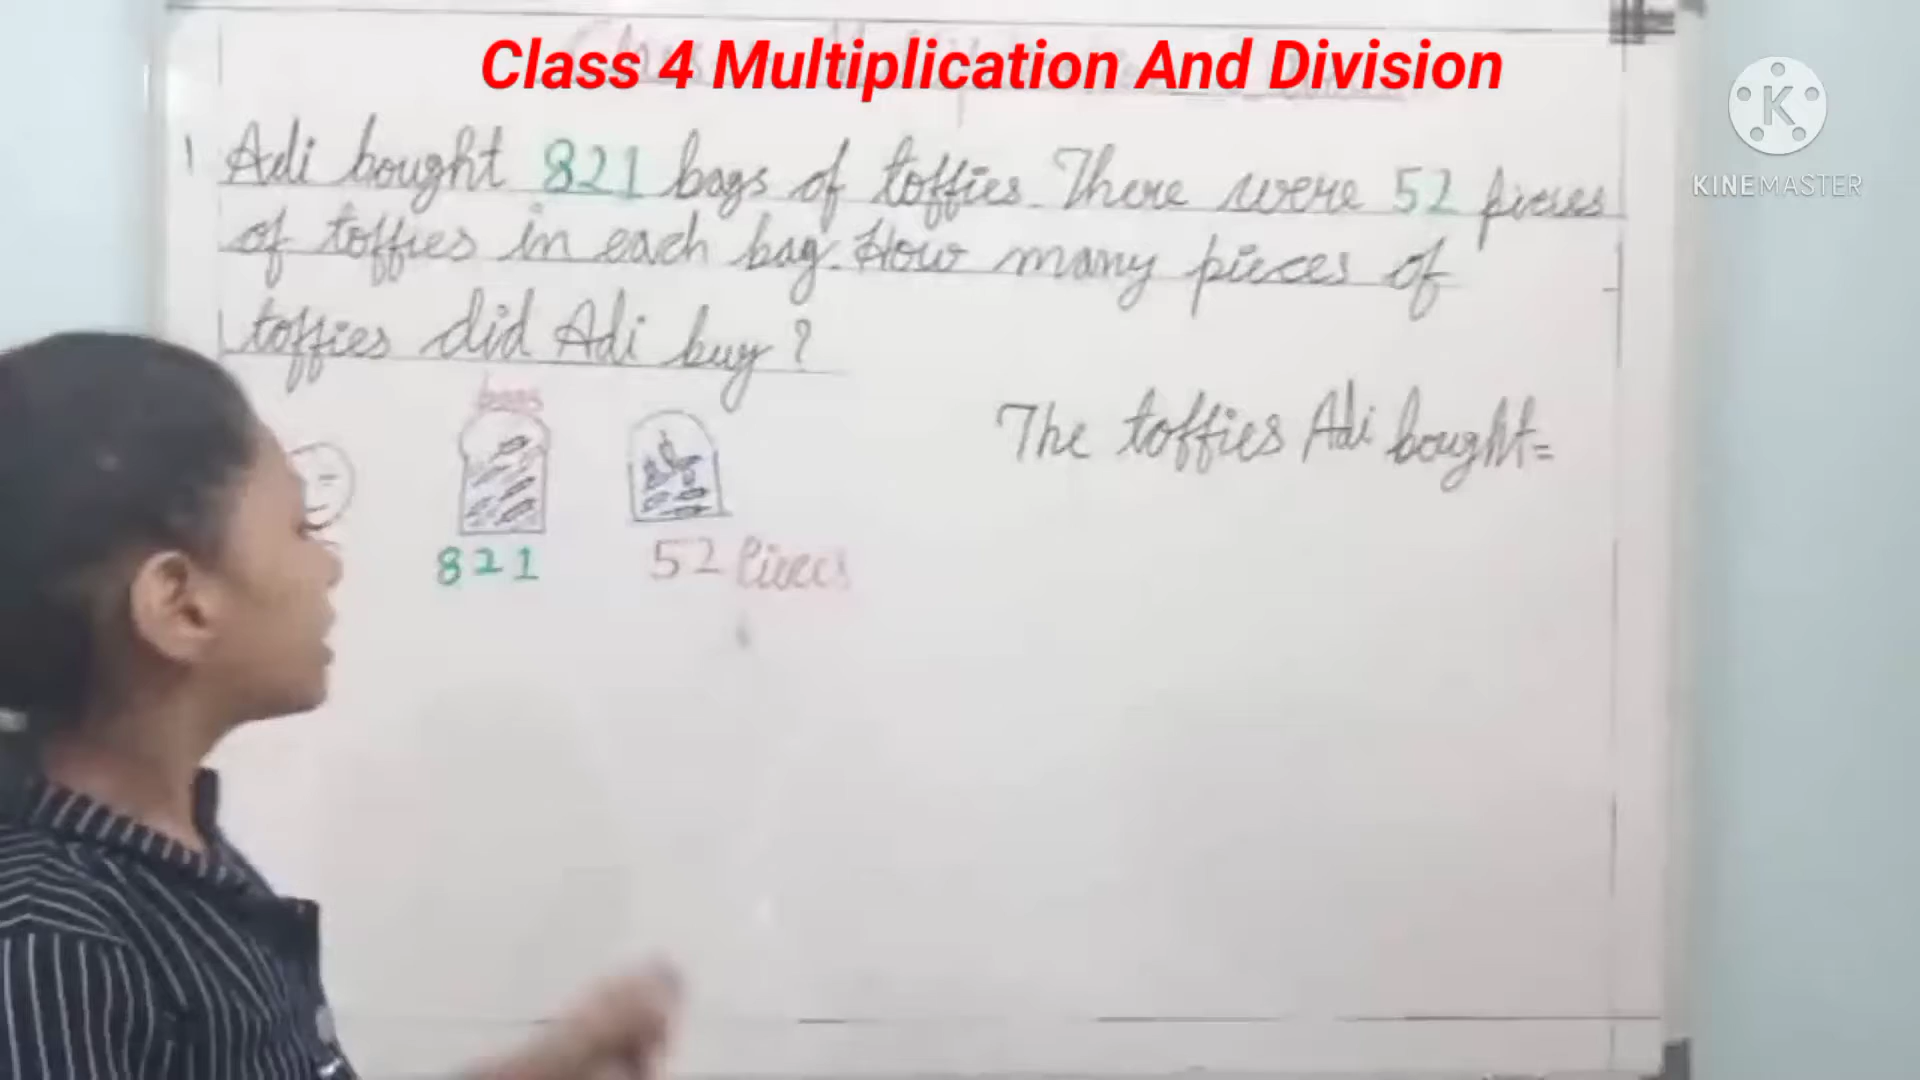 Class 4 Multiplication And Division
KINEMASTER
1 Adi bought 821 bags of toffies. There were 52 pieces
of toffies in each bag. How many pieces of
toffies did Adi buy?
bags
The toffies Adi bought=
821
52 Pieces